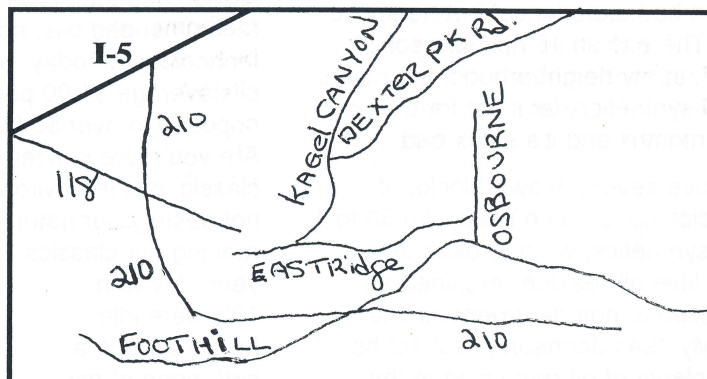 I-5
210
KAGEL CANYON
DEXTER PK Rd.
OSBOURNE
118
210
EASTRidge
FOOTHILL
210